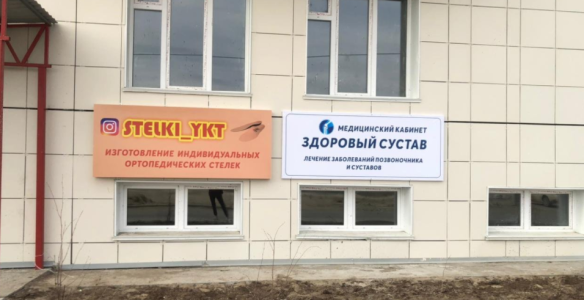 STELKI_YKT
ИЗГОТОВЛЕНИЕ ИНДИВИДУАЛЬНЫХ
ОРТОПЕДИЧЕСКИХ СТЕЛЕК
МЕДИЦИНСКИЙ КАБИНЕТ
ЗДОРОВЫЙ СУСТАВ
ЛЕЧЕНИЕ ЗАБОЛЕВАНИЙ ПОЗВОНОЧНИКА
И СУСТАВОВ